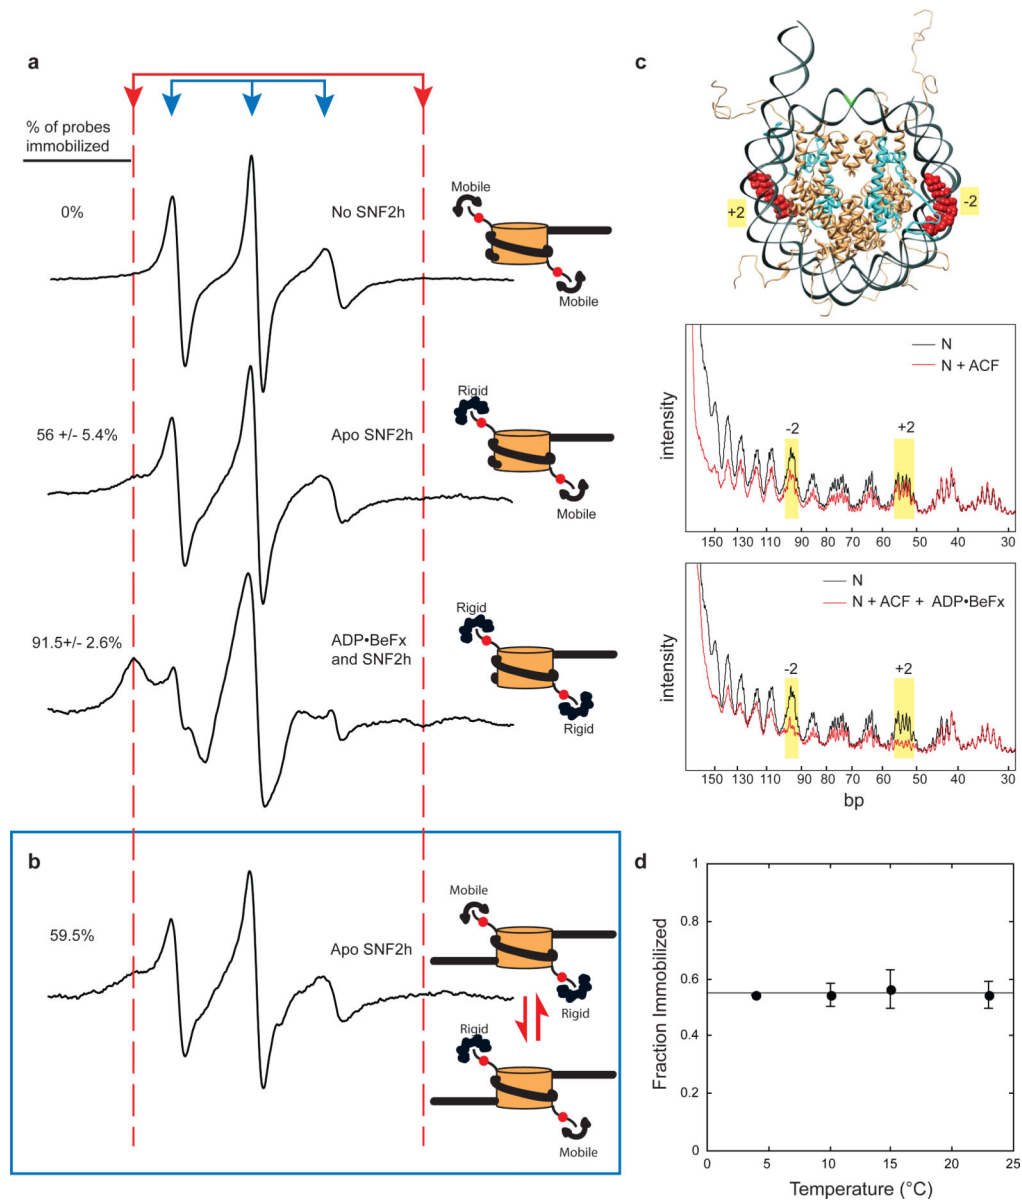 a
% of probes
immobilized
0%
No SNF2h
Mobile
Mobile
56 +/- 5.4%
Apo SNF2h
Rigid
Mobile
91.5+/- 2.6%
ADP•BeFx
and SNF2h
Rigid
Rigid
b
59.5%
Apo SNF2h
Mobile
Rigid
Rigid
Mobile
c
+2
-2
N
N + ACF
intensity
-2
+2
150 130 110 90 80 70 60 50 40 30
N
N + ACF + ADP•BeFx
intensity
-2
+2
150 130 110 90 80 70 60 50 40 30
bp
d
Fraction Immobilized
1
0.8
0.6
0.4
0.2
0
0 5 10 15 20 25
Temperature (°C)